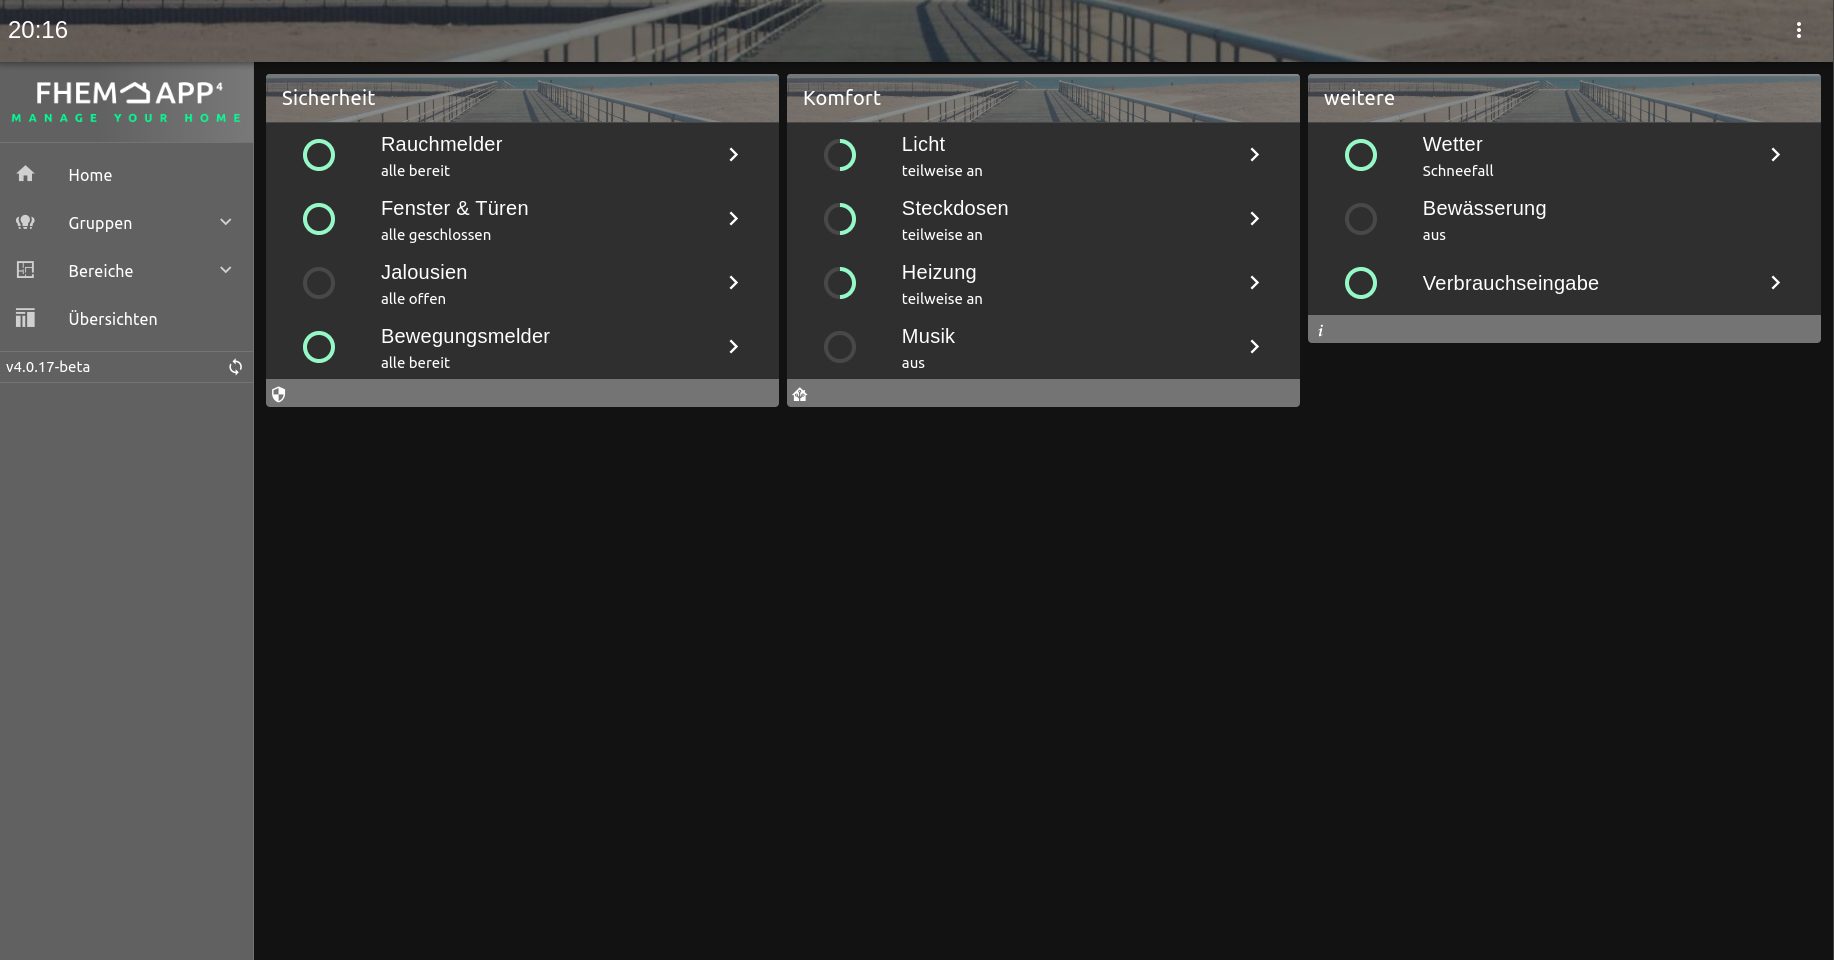 20:16
FHEM APP 4
MANAGE YOUR HOME
Home
Gruppen
Bereiche
Übersichten
v4.0.17-beta
Sicherheit
Rauchmelder
alle bereit
Fenster & Türen
alle geschlossen
Jalousien
alle offen
Bewegungsmelder
alle bereit
Komfort
Licht
teilweise an
Steckdosen
teilweise an
Heizung
teilweise an
Musik
aus
weitere
Wetter
Schneefall
Bewässerung
aus
Verbrauchseingabe
i